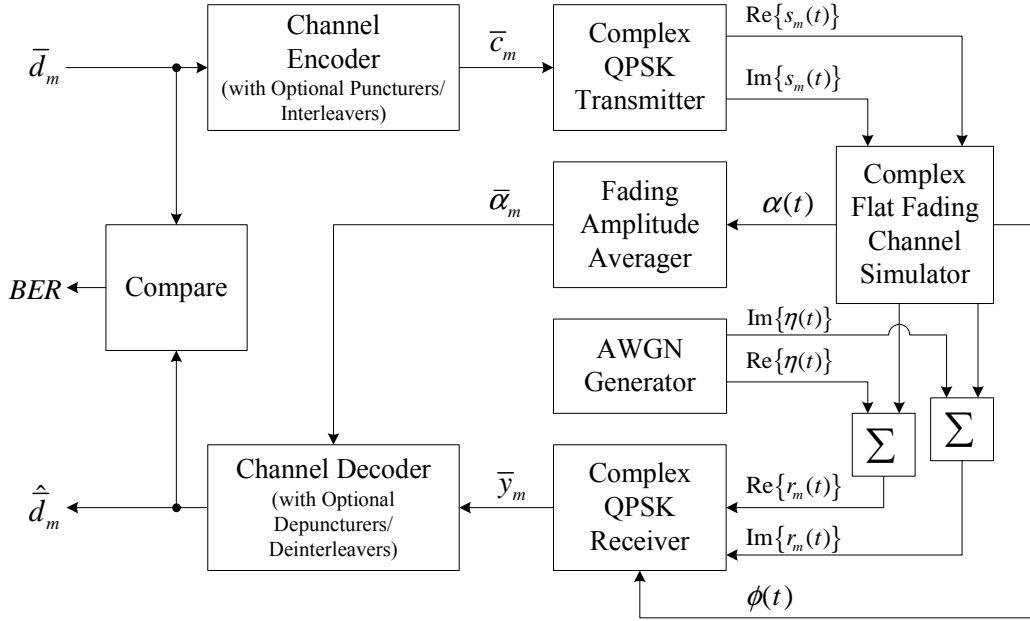 d̄ₘ
Channel
Encoder
(with Optional Puncturers/
Interleavers)
c̄ₘ
Complex
QPSK
Transmitter
Re{sₘ(t)}
Im{sₘ(t)}
Complex
Flat Fading
Channel
Simulator
α(t)
Fading
Amplitude
Averager
ᾱₘ
Compare
BER
AWGN
Generator
Im{η(t)}
Re{η(t)}
Σ
Σ
Re{rₘ(t)}
Im{rₘ(t)}
Complex
QPSK
Receiver
ȳₘ
Channel Decoder
(with Optional
Depuncturers/
Deinterleavers)
d̄̂ₘ
ϕ(t)